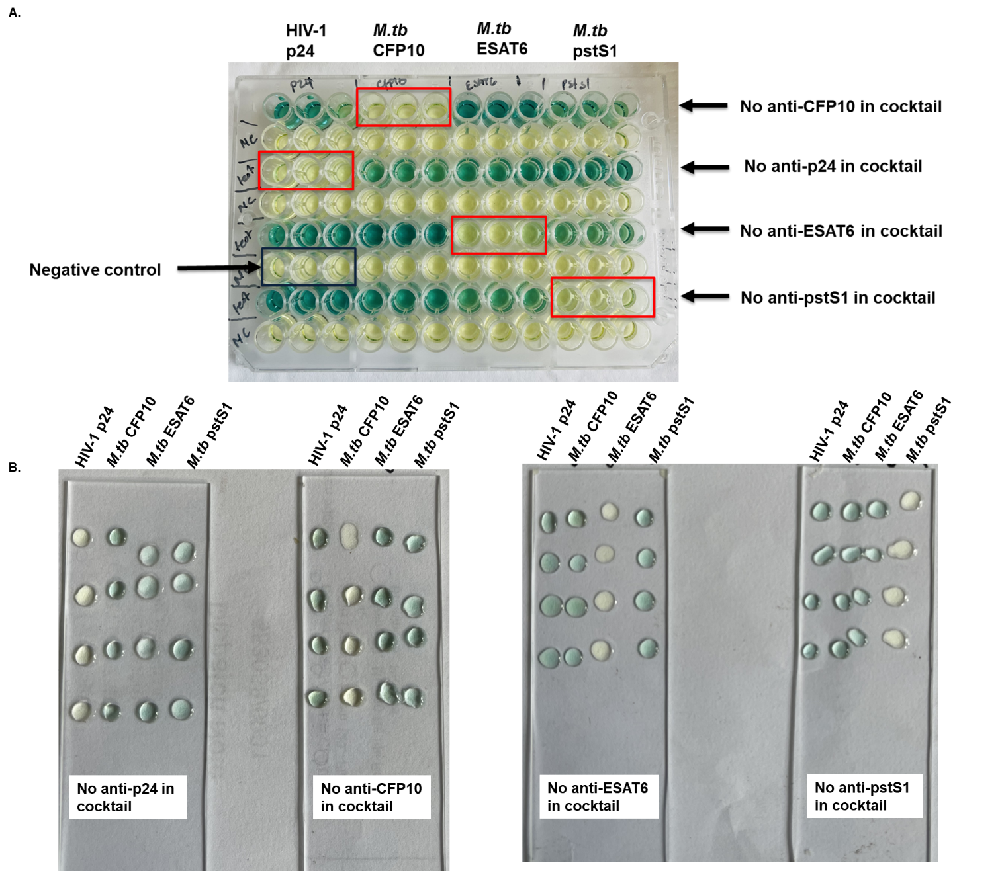 A.
HIV-1
p24
M.tb
CFP10
M.tb
ESAT6
M.tb
pstS1
P24
CFP10
ESAT6
Psts1
No anti-CFP10 in cocktail
NC
test
No anti-p24 in cocktail
NC
test
No anti-ESAT6 in cocktail
Negative control
NC
test
No anti-pstS1 in cocktail
NC
HIV-1 p24
M.tb CFP10
M.tb ESAT6
M.tb pstS1
HIV-1 p24
M.tb CFP10
M.tb ESAT6
M.tb pstS1
HIV-1 p24
M.tb CFP10
M.tb ESAT6
M.tb pstS1
HIV-1 p24
M.tb CFP10
M.tb ESAT6
M.tb pstS1
B.
No anti-p24 in
cocktail
No anti-CFP10
in cocktail
No anti-ESAT6
in cocktail
No anti-pstS1
in cocktail